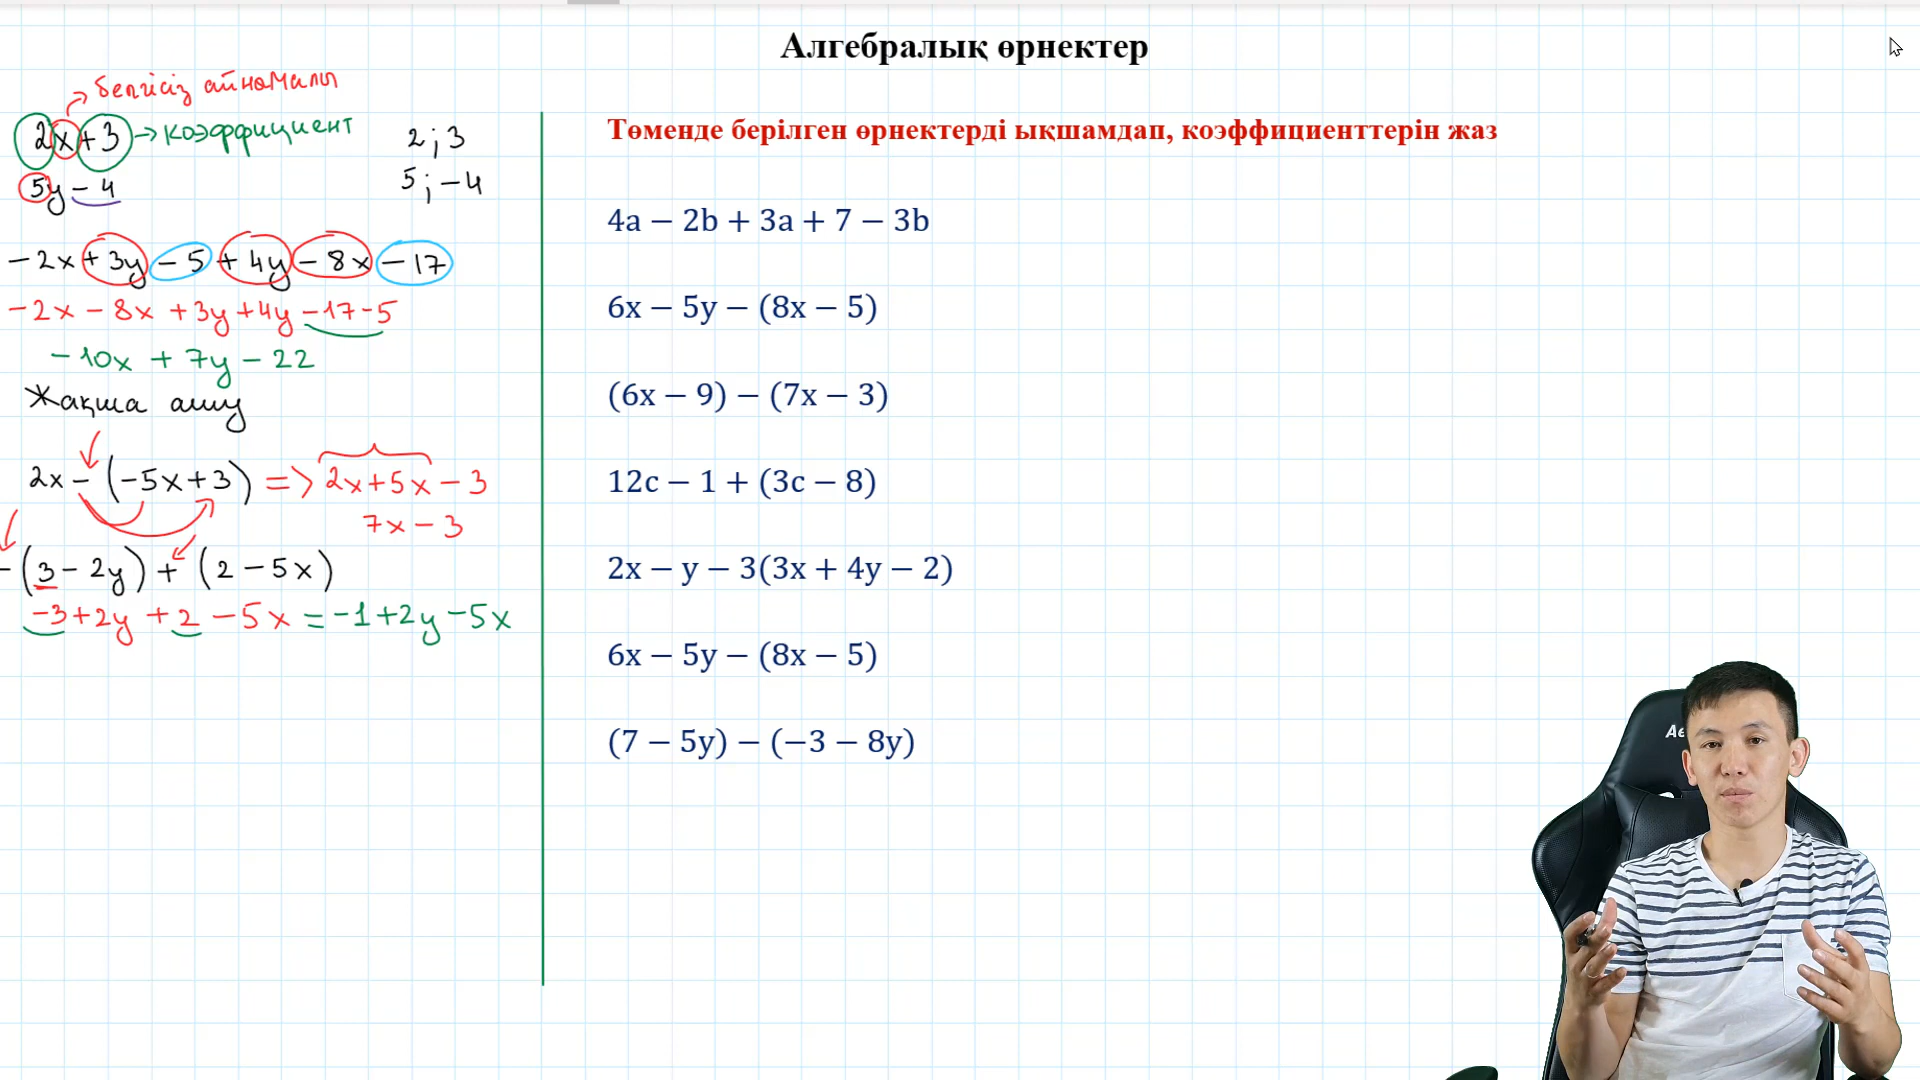 Алгебралық өрнектер
белгісіз айномалы
2x+3 → коэффициент 2; 3
5y – 4 5; –4
–2x + 3y – 5 + 4y – 8x – 17
–2x – 8x + 3y + 4y – 17 – 5
–10x + 7y – 22
Жақша ашу
2x – (–5x + 3) => 2x + 5x – 3
7x – 3
–(3 – 2y) + (2 – 5x)
–3 + 2y + 2 – 5x = –1 + 2y – 5x
Төменде берілген өрнектерді ықшамдап, коэффициенттерін жаз
4a − 2b + 3a + 7 − 3b
6x − 5y − (8x − 5)
(6x − 9) − (7x − 3)
12c − 1 + (3c − 8)
2x − y − 3(3x + 4y − 2)
6x − 5y − (8x − 5)
(7 − 5y) − (−3 − 8y)